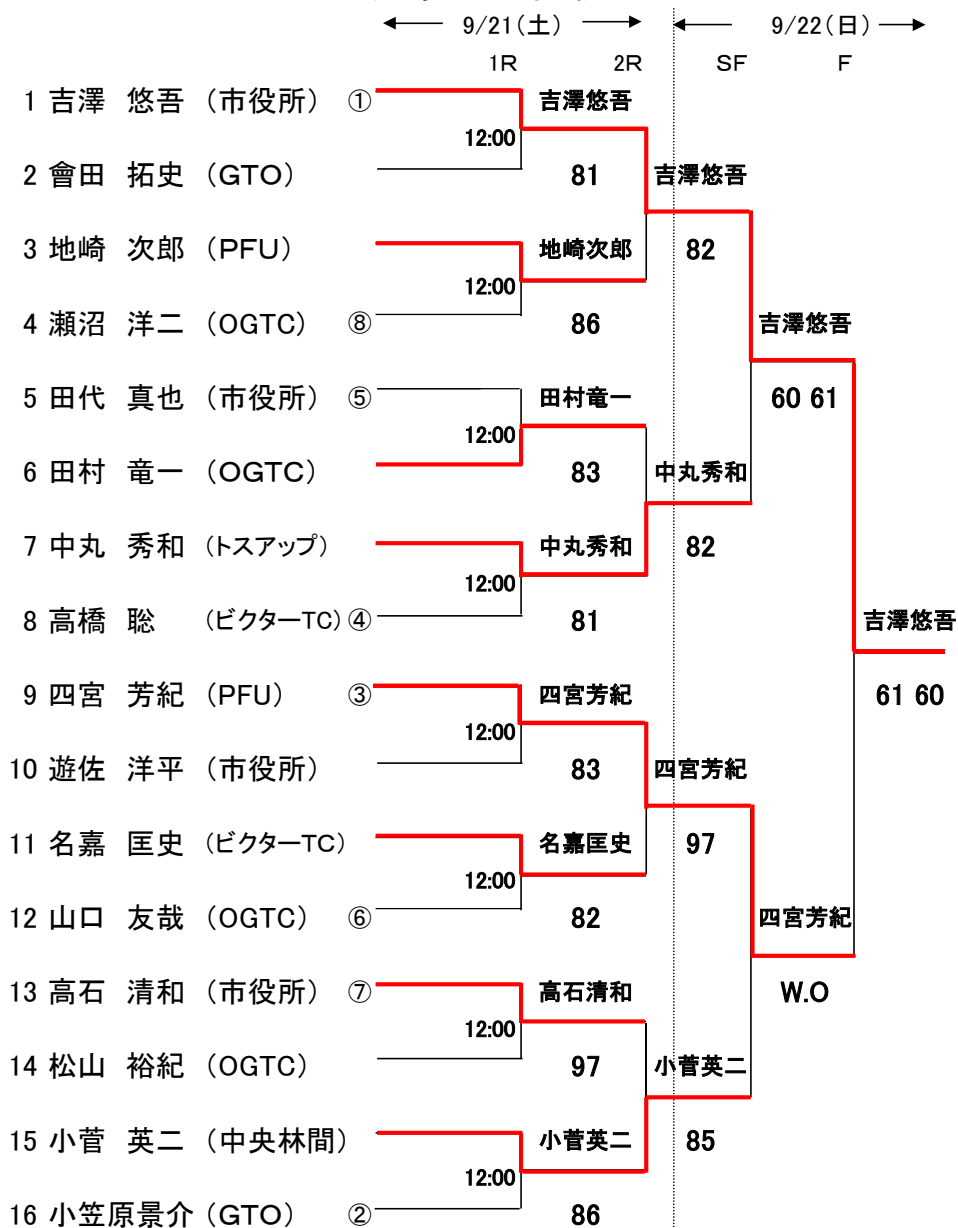 9/21(土) 9/22(日)
1R 2R SF F
1 吉澤 悠吾 (市役所) ① 吉澤悠吾
12:00
2 會田 拓史 (GTO) 81 吉澤悠吾
3 地崎 次郎 (PFU) 地崎次郎 82
12:00
4 瀬沼 洋二 (OGTC) ⑧ 86 吉澤悠吾
5 田代 真也 (市役所) ⑤ 田村竜一 60 61
12:00
6 田村 竜一 (OGTC) 83 中丸秀和
7 中丸 秀和 (トスアップ) 中丸秀和 82
12:00
8 高橋 聡 (ビクターTC) ④ 81 吉澤悠吾
9 四宮 芳紀 (PFU) ③ 四宮芳紀 61 60
12:00
10 遊佐 洋平 (市役所) 83 四宮芳紀
11 名嘉 匡史 (ビクターTC) 名嘉匡史 97
12:00
12 山口 友哉 (OGTC) ⑥ 82 四宮芳紀
13 高石 清和 (市役所) ⑦ 高石清和 W.O
12:00
14 松山 裕紀 (OGTC) 97 小菅英二
15 小菅 英二 (中央林間) 小菅英二 85
12:00
16 小笠原景介 (GTO) ② 86